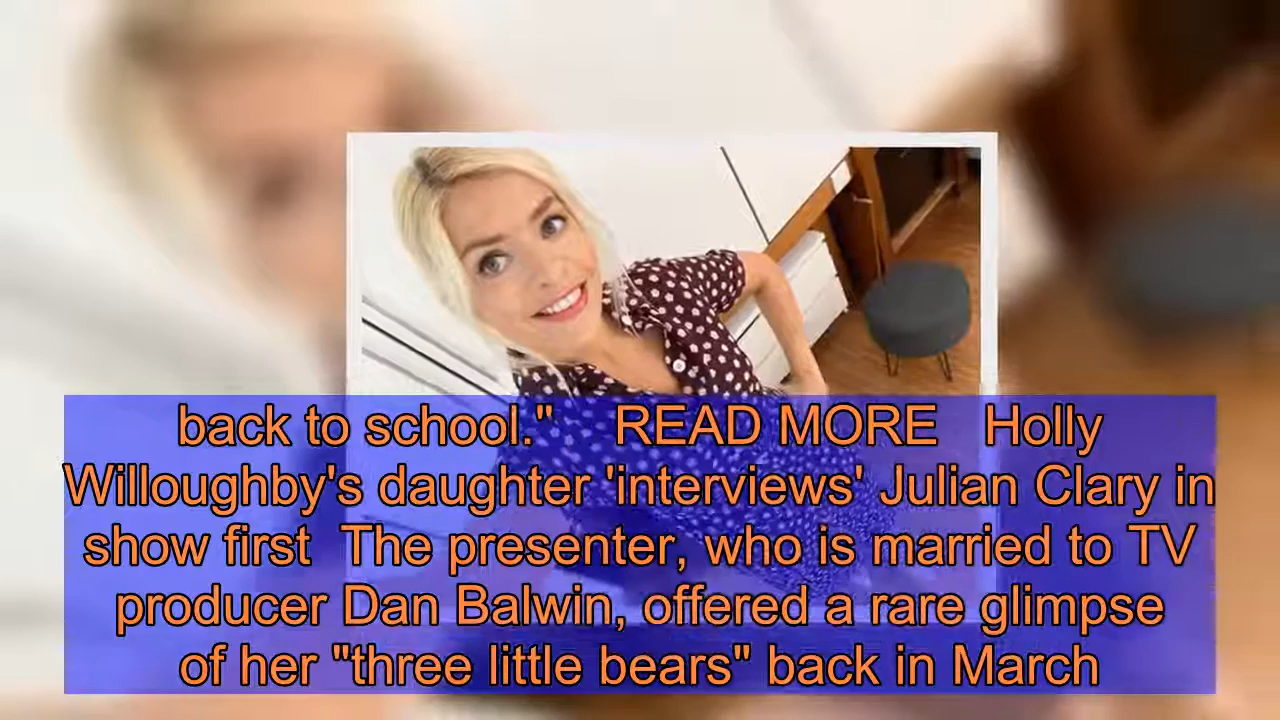 back to school." READ MORE Holly
Willoughby's daughter 'interviews' Julian Clary in
show first The presenter, who is married to TV
producer Dan Balwin, offered a rare glimpse
of her "three little bears" back in March